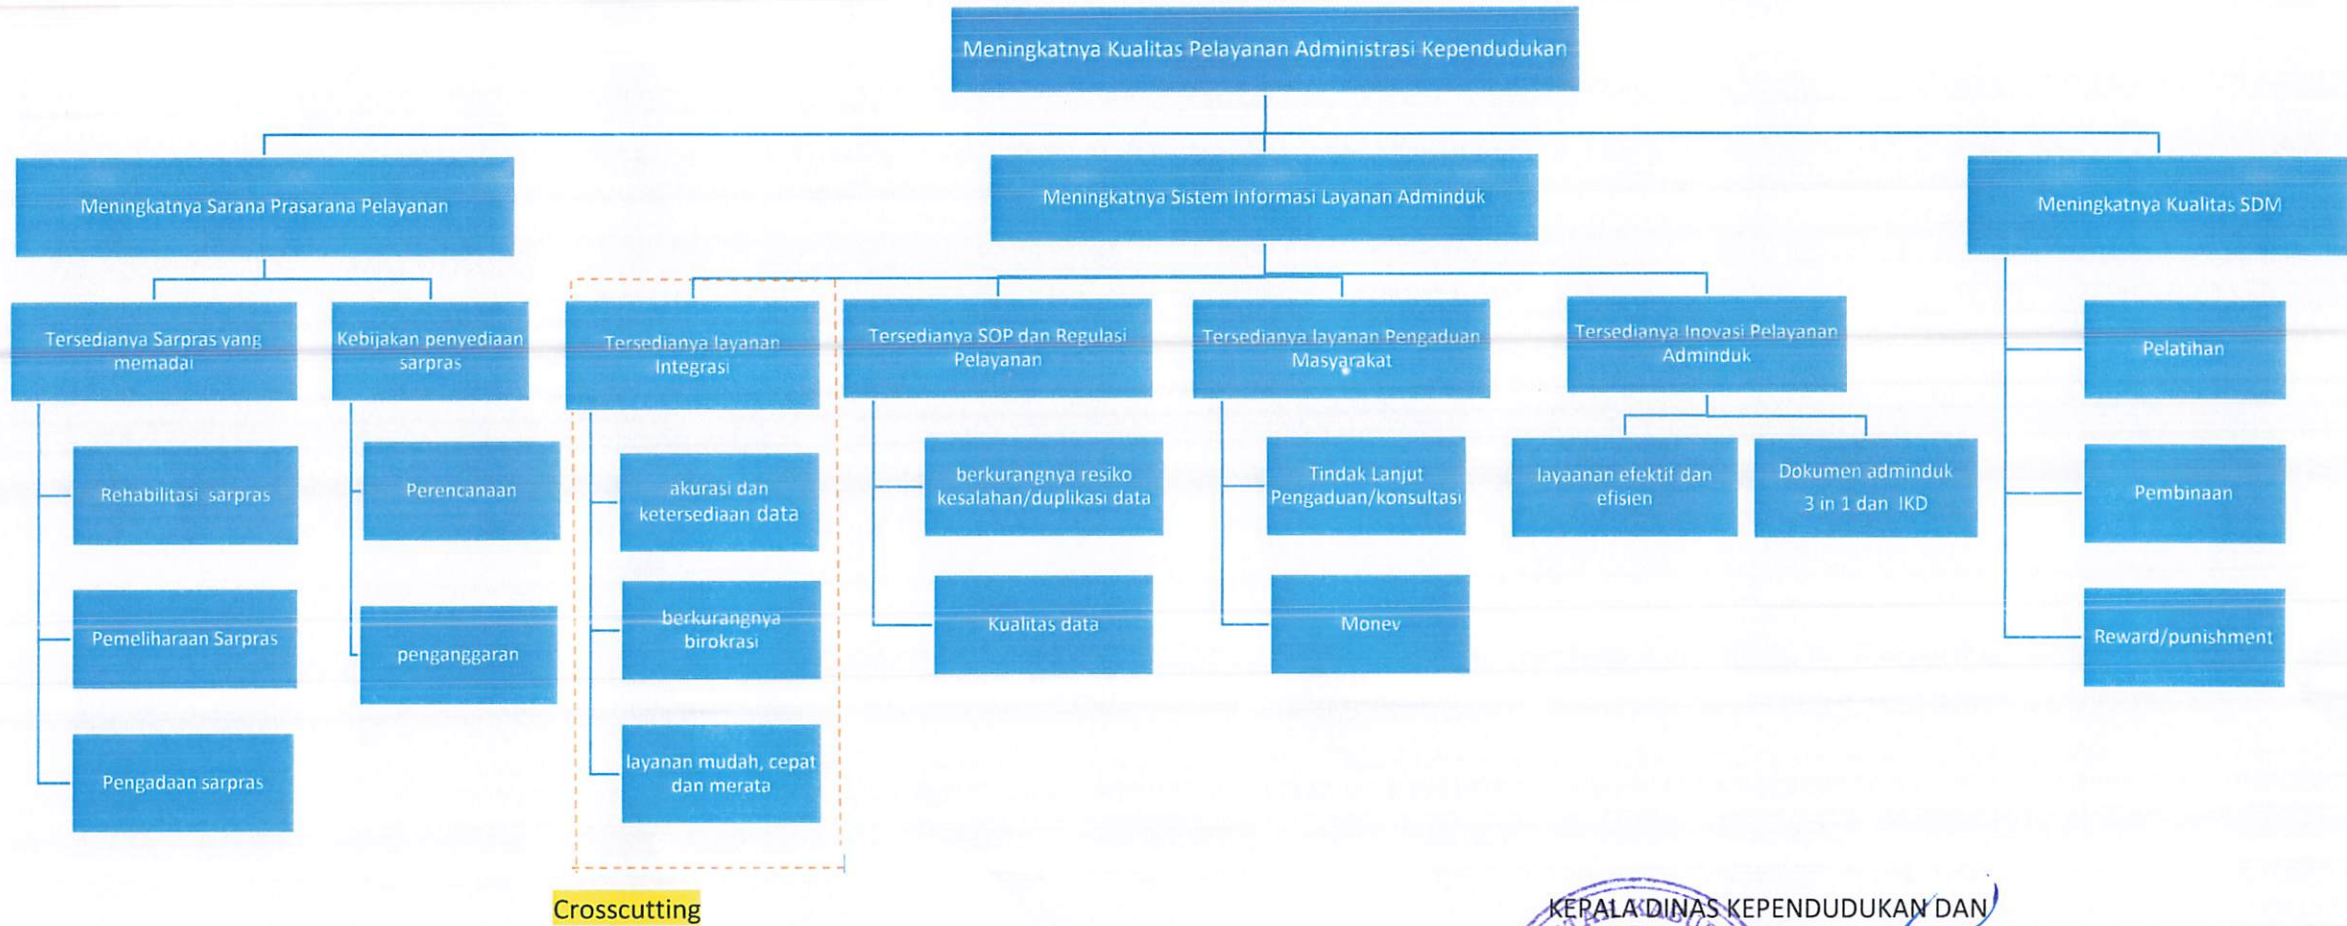 Meningkatnya Kualitas Pelayanan Administrasi Kependudukan
Meningkatnya Sarana Prasarana Pelayanan
Meningkatnya Sistem Informasi Layanan Adminduk
Meningkatnya Kualitas SDM
Tersedianya Sarpras yang
memadai
Kebijakan penyediaan
sarpras
Tersedianya layanan
Integrasi
Tersedianya SOP dan Regulasi
Pelayanan
Tersedianya layanan Pengaduan
Masyarakat
Tersedianya Inovasi Pelayanan
Adminduk
Pelatihan
Rehabilitasi sarpras
Perencanaan
akurasi dan
ketersediaan data
berkurangnya resiko
kesalahan/duplikasi data
Tindak Lanjut
Pengaduan/konsultasi
layaanan efektif dan
efisien
Dokumen adminduk
3 in 1 dan IKD
Pembinaan
Pemeliharaan Sarpras
penganggaran
berkurangnya
birokrasi
Kualitas data
Monev
Reward/punishment
Pengadaan sarpras
layanan mudah, cepat
dan merata
Crosscutting
KEPALA DINAS KEPENDUDUKAN DAN